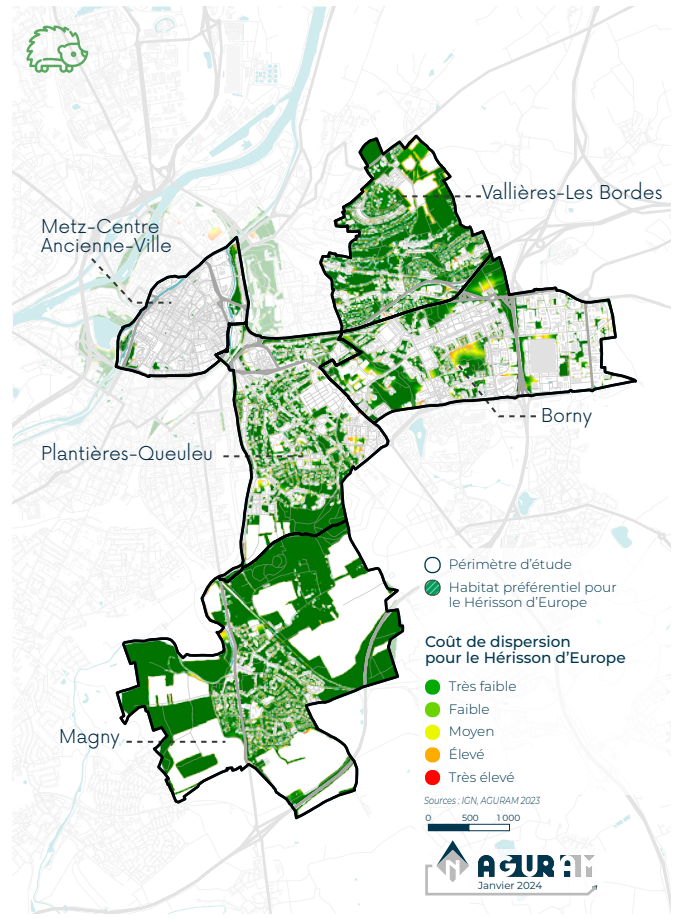 Vallières-Les Bordes
Metz-Centre
Ancienne-Ville
Borny
Plantières-Queuleu
Périmètre d'étude
Habitat préférentiel pour
le Hérisson d'Europe
Coût de dispersion
pour le Hérisson d'Europe
Très faible
Faible
Moyen
Élevé
Très élevé
Magny
Sources : IGN, AGURAM 2023
0 500 1 000
N AGURAM
Janvier 2024